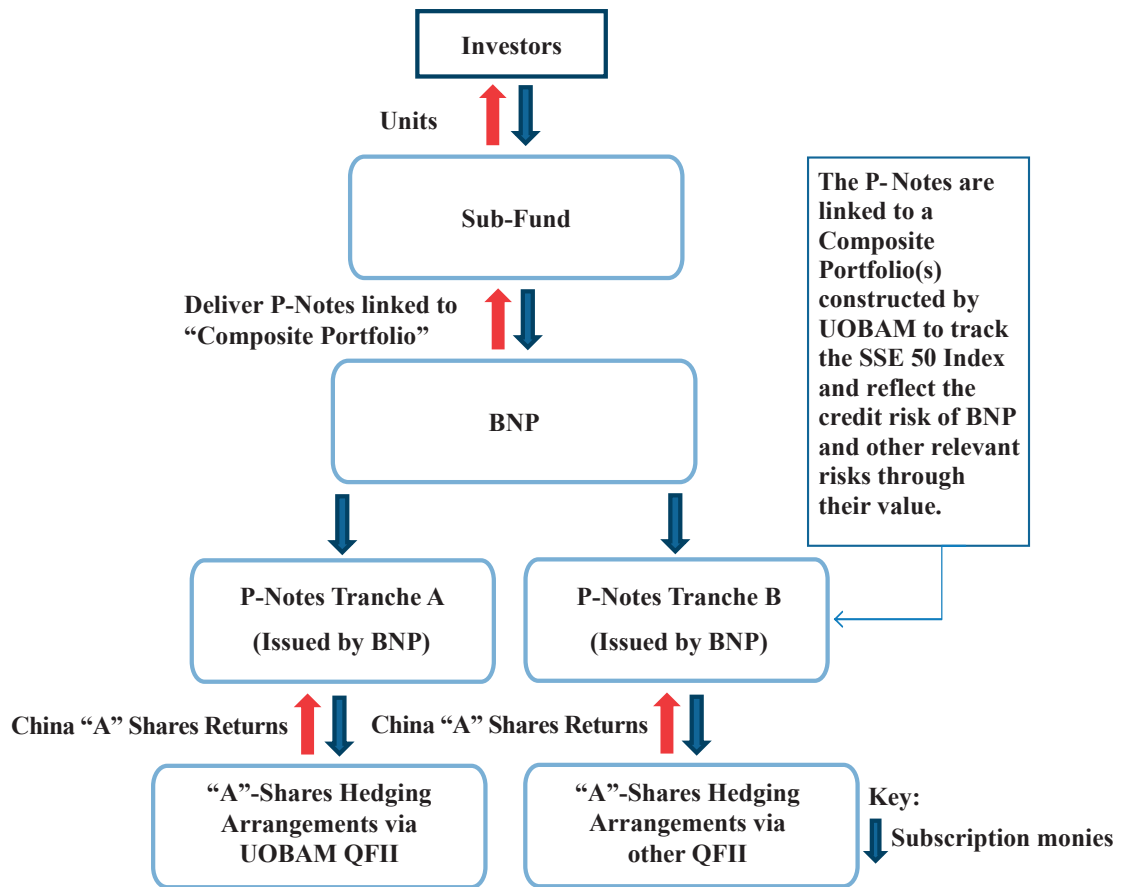 Investors
Units
Sub-Fund
Deliver P-Notes linked to
“Composite Portfolio”
BNP
The P- Notes are
linked to a
Composite
Portfolio(s)
constructed by
UOBAM to track
the SSE 50 Index
and reflect the
credit risk of BNP
and other relevant
risks through
their value.
P-Notes Tranche A
(Issued by BNP)
P-Notes Tranche B
(Issued by BNP)
China “A” Shares Returns
China “A” Shares Returns
“A”-Shares Hedging
Arrangements via
UOBAM QFII
“A”-Shares Hedging
Arrangements via
other QFII
Key:
Subscription monies